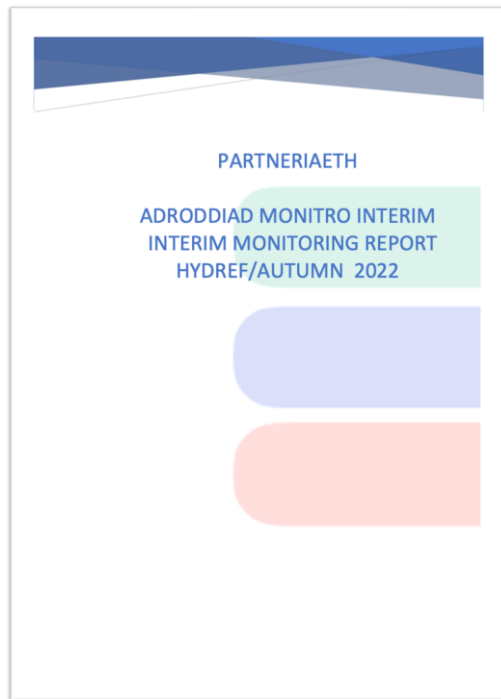 PARTNERIAETH
ADRODDIAD MONITRO INTERIM
INTERIM MONITORING REPORT
HYDREF/AUTUMN 2022